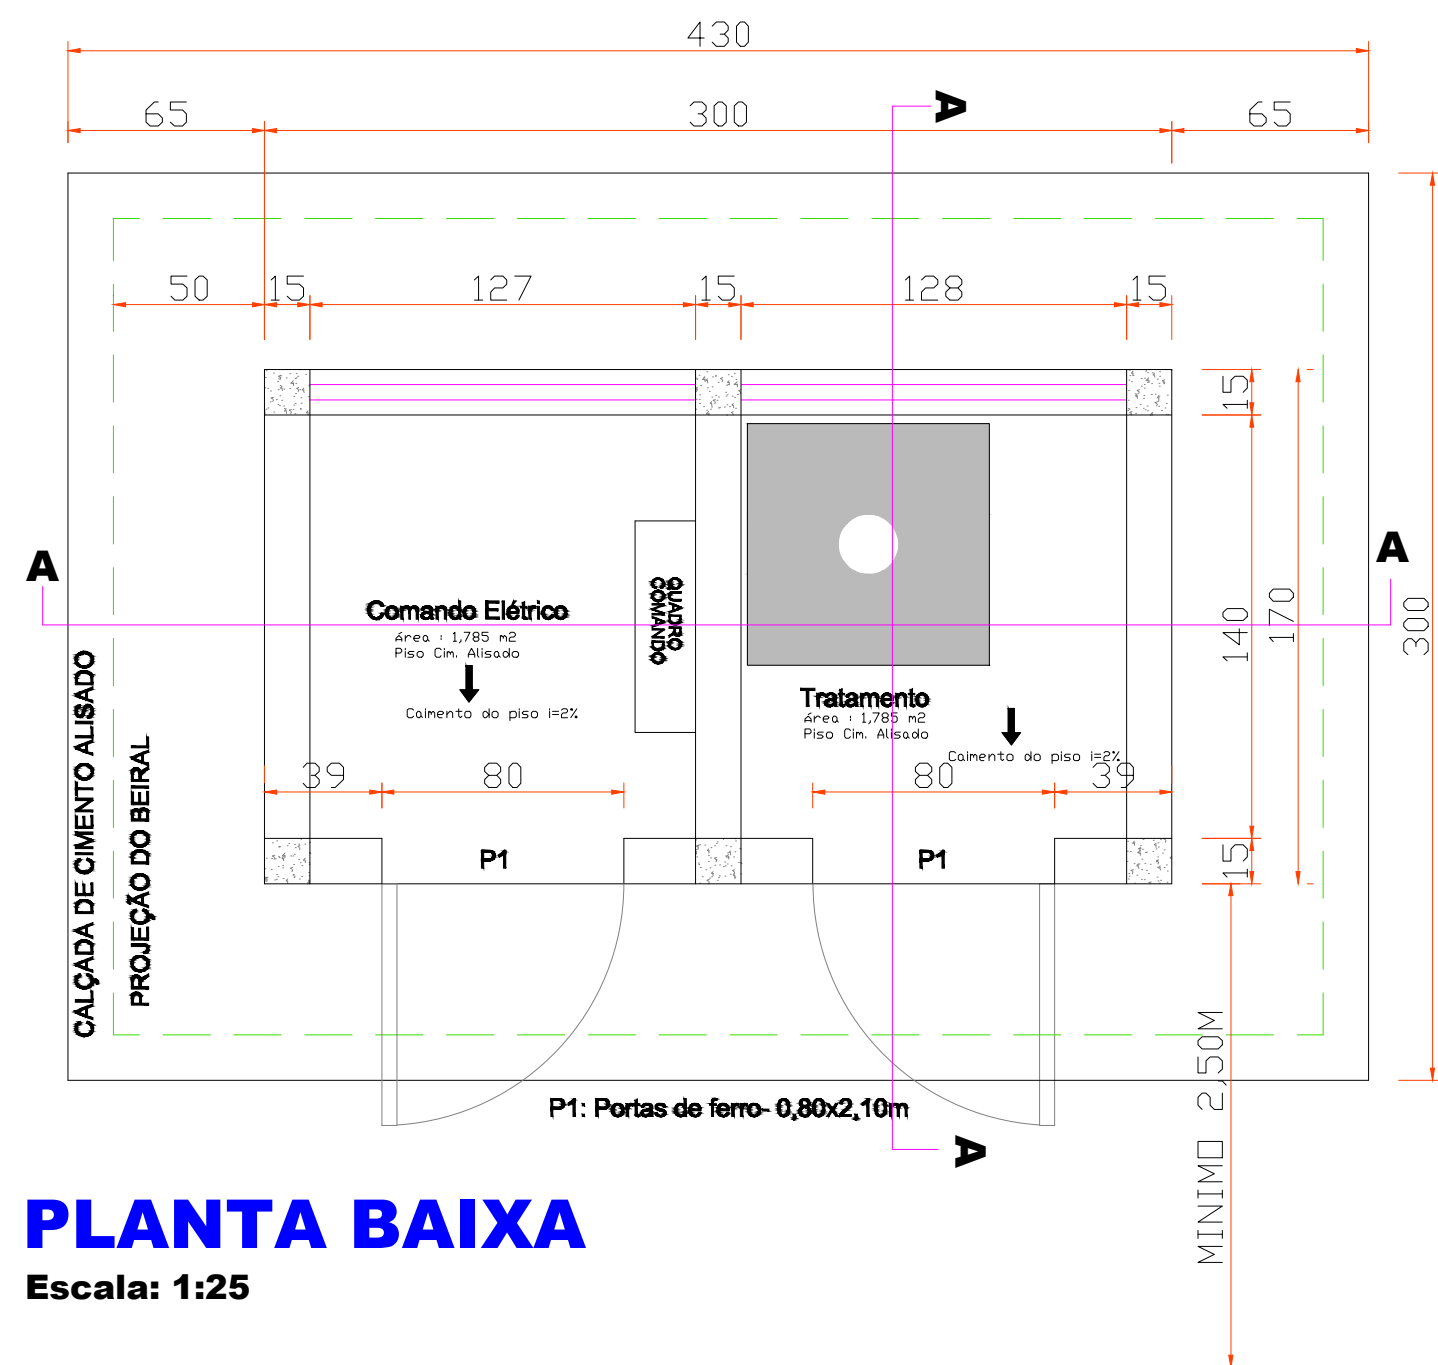 430
65
300
65
A
50
15
127
15
128
15
15
A
A
Comando Elétrico
área : 1,785 m2
Piso Cim. Alisado
Caimento do piso i=2%
QUADRO
COMANDO
Tratamento
área : 1,785 m2
Piso Cim. Alisado
Caimento do piso i=2%
140
170
300
39
80
80
39
15
P1
P1
CALÇADA DE CIMENTO ALISADO
PROJEÇÃO DO BEIRAL
MINIMO 2,50M
P1: Portas de ferro- 0,80x2,10m
A
PLANTA BAIXA
Escala: 1:25